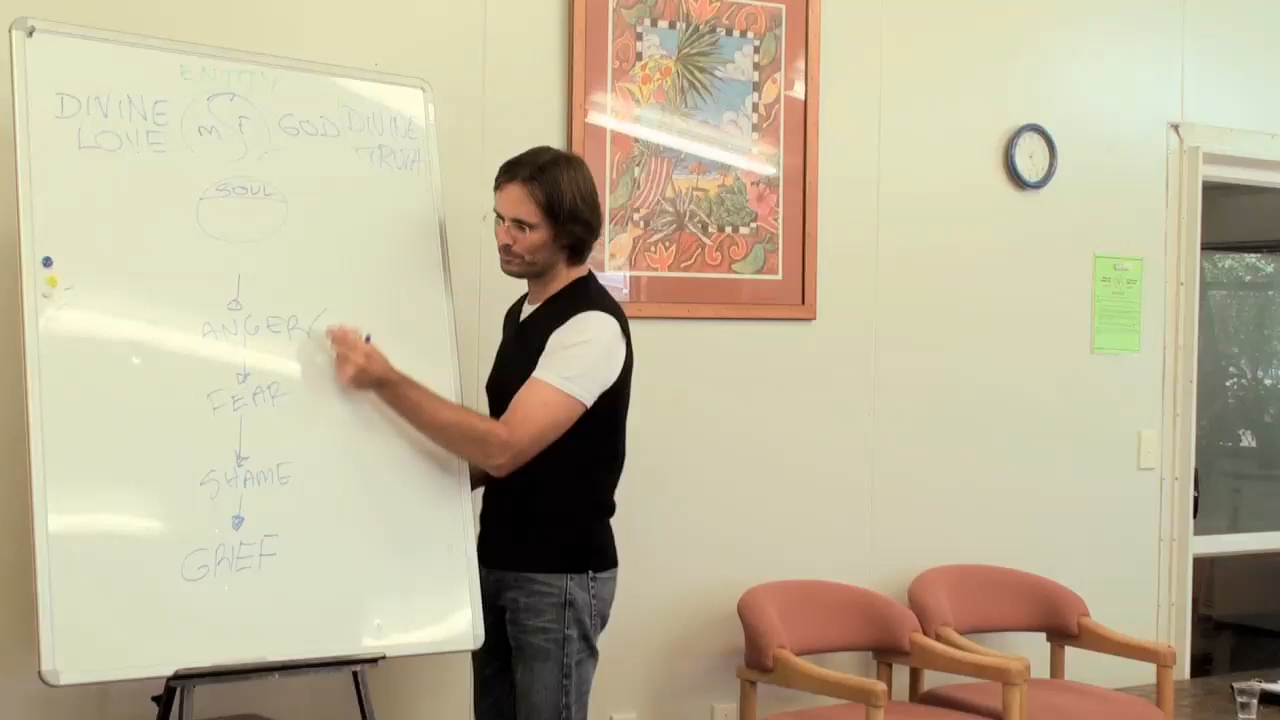 ENTITY
DIVINE LOVE
M F
GOD
DIVINE TRUTH
SOUL
ANGER
FEAR
SHAME
GRIEF